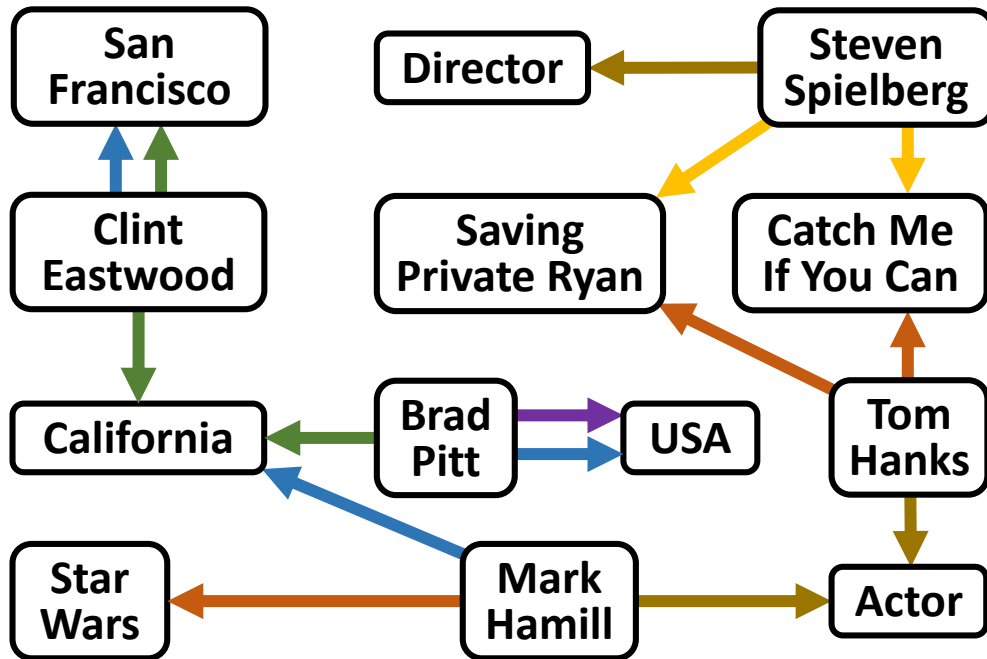 San
Francisco
Director
Steven
Spielberg
Clint
Eastwood
Saving
Private Ryan
Catch Me
If You Can
California
Brad
Pitt
USA
Tom
Hanks
Star
Wars
Mark
Hamill
Actor